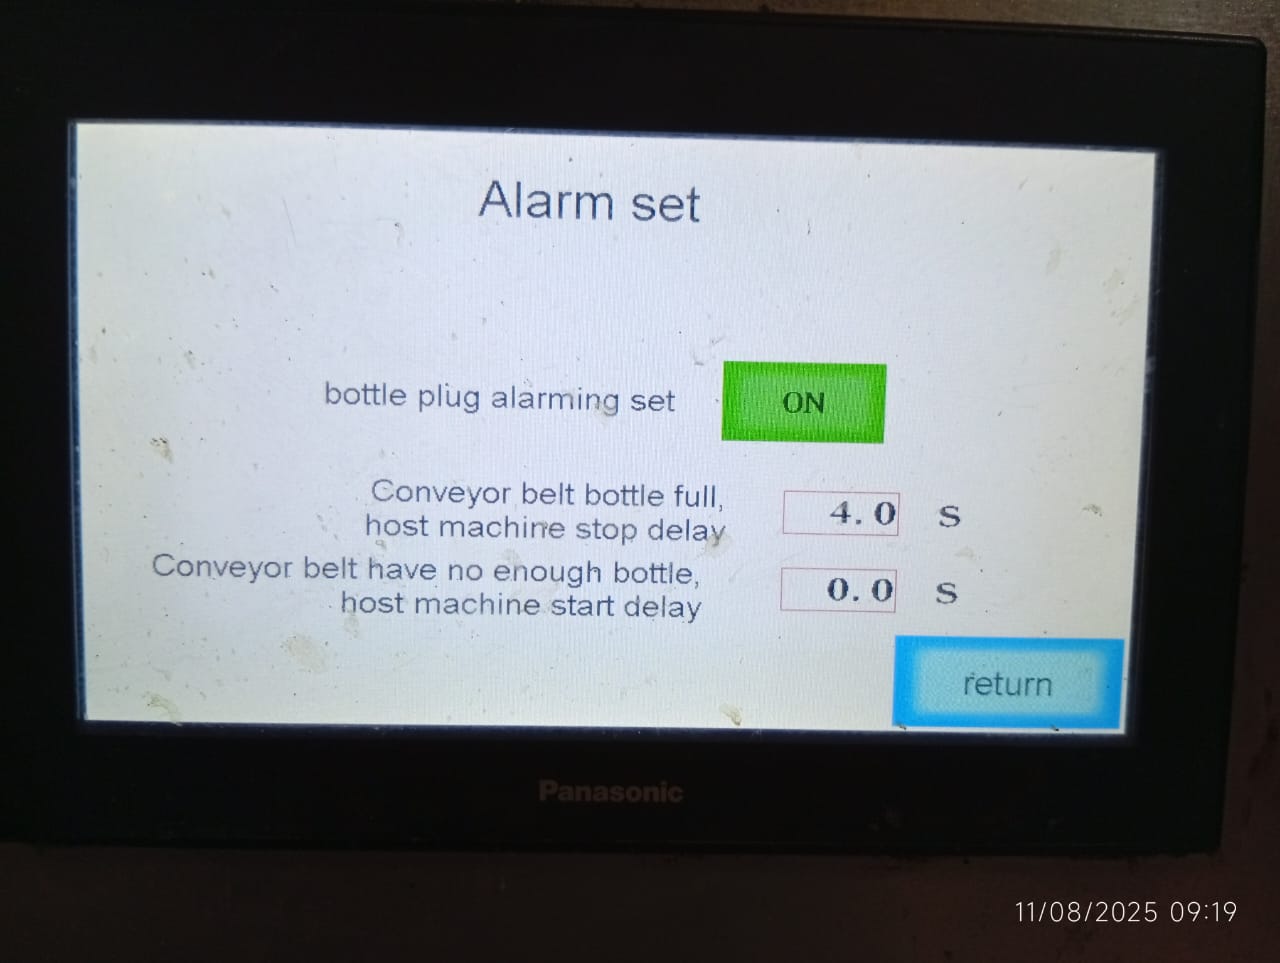 Alarm set
bottle plug alarming set ON
Conveyor belt bottle full,
host machine stop delay 4.0 S
Conveyor belt have no enough bottle,
host machine start delay 0.0 S
return
Panasonic
11/08/2025 09:19